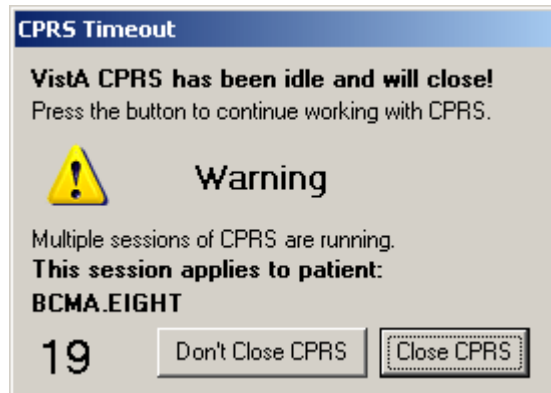 CPRS Timeout
VistA CPRS has been idle and will close!
Press the button to continue working with CPRS.
Warning
Multiple sessions of CPRS are running.
This session applies to patient:
BCMA.EIGHT
19 Don't Close CPRS Close CPRS